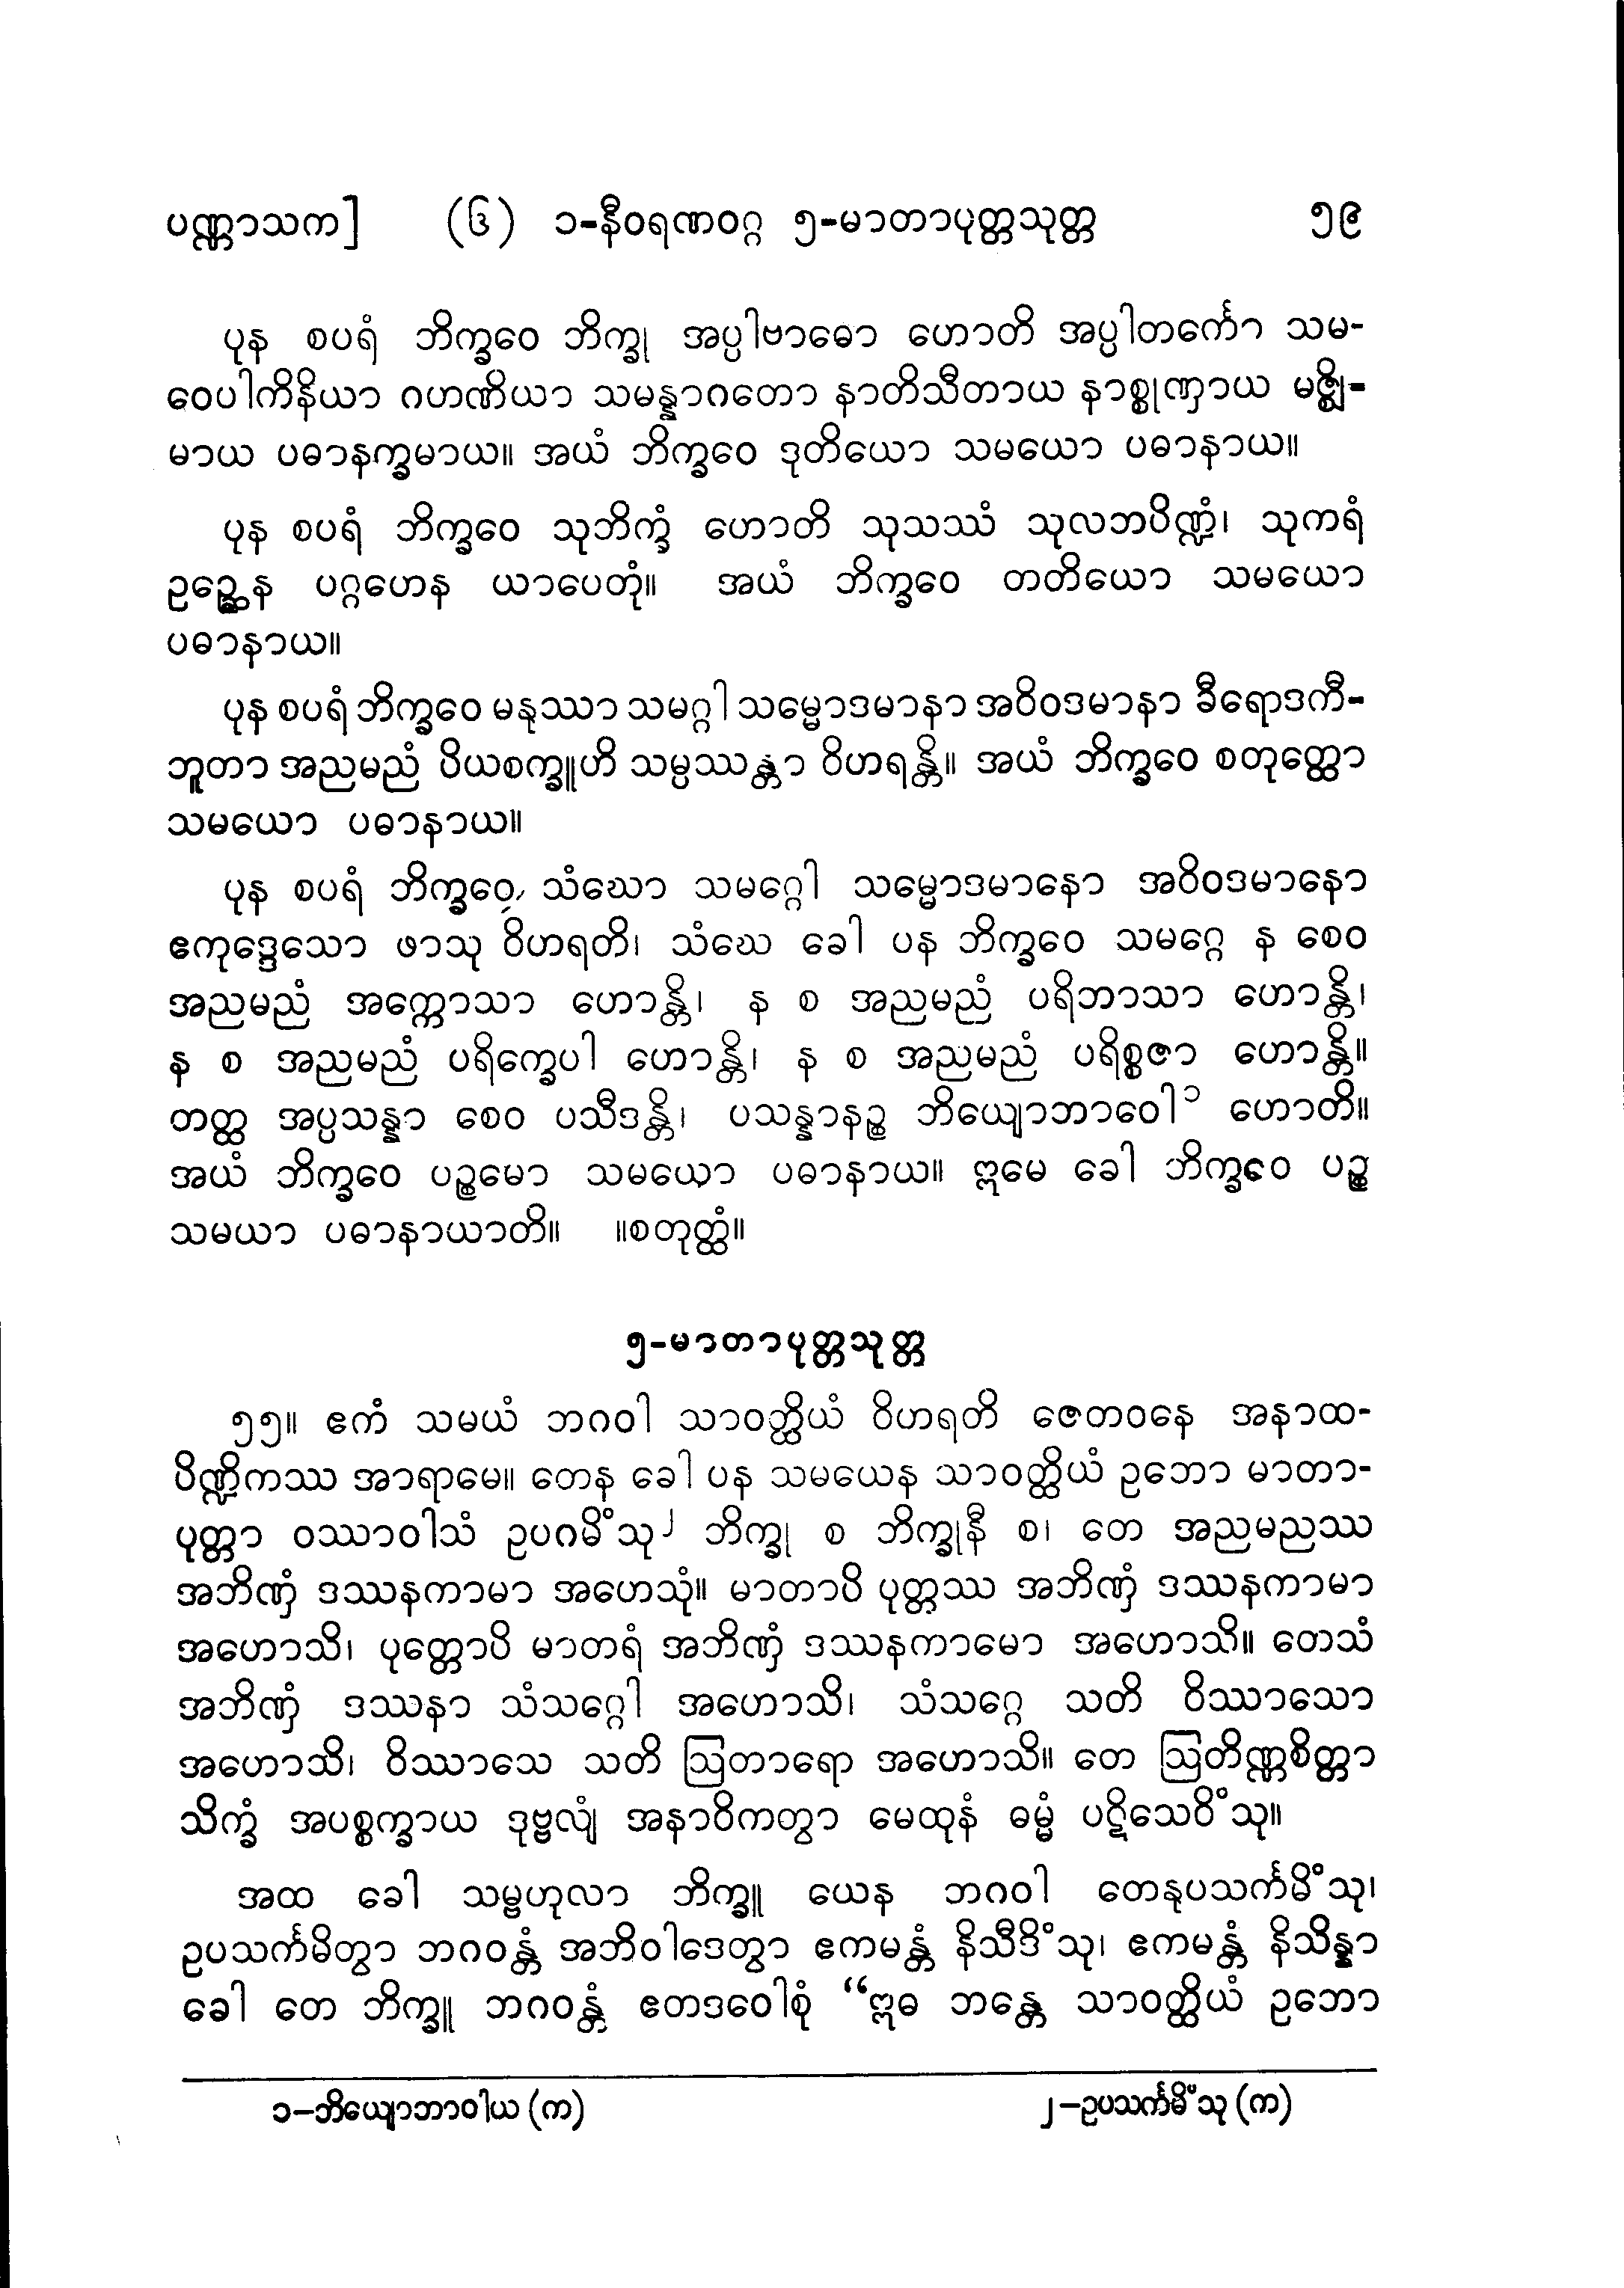 ပဏ္ဏာသက] (၆) ၁-နီဝရဏဝဂ္ဂ ၅-မာတာပုတ္တသုတ္တ ၅၉
ပုန စပရံ ဘိက္ခဝေ ဘိက္ခု အပ္ပါဗာဓော ဟောတိ အပ္ပါတင်္ကော သမ-
ဝေပါကိနိယာ ဂဟဏိယာ သမန္နာဂတော နာတိသီတာယ နာစ္စုဏှာယ မဇ္ဈိ-
မာယ ပဓာနက္ခမာယ။ အယံ ဘိက္ခဝေ ဒုတိယော သမယော ပဓာနာယ။
ပုန စပရံ ဘိက္ခဝေ သုဘိက္ခံ ဟောတိ သုသဿံ သုလဘပိဏ္ဍံ၊ သုကရံ
ဥဉ္ဆေန ပဂ္ဂဟေန ယာပေတုံ။ အယံ ဘိက္ခဝေ တတိယော သမယော
ပဓာနာယ။
ပုန စပရံ ဘိက္ခဝေ မနုဿာ သမဂ္ဂါ သမ္မောဒမာနာ အဝိဝဒမာနာ ခီရောဒကီ-
ဘူတာ အညမညံ ပိယစက္ခူဟိ သမ္ပဿန္တာ ဝိဟရန္တိ။ အယံ ဘိက္ခဝေ စတုတ္ထော
သမယော ပဓာနာယ။
ပုန စပရံ ဘိက္ခဝေ, သံဃော သမဂ္ဂေါ သမ္မောဒမာနော အဝိဝဒမာနော
ဧကုဒ္ဒေသော ဖာသု ဝိဟရတိ၊ သံဃေ ခေါ ပန ဘိက္ခဝေ သမဂ္ဂေ န စေဝ
အညမညံ အက္ကောသာ ဟောန္တိ၊ န စ အညမညံ ပရိဘာသာ ဟောန္တိ၊
န စ အညမညံ ပရိက္ခေပါ ဟောန္တိ၊ န စ အညမညံ ပရိစ္စဇာ ဟောန္တိ။
တတ္ထ အပ္ပသန္နာ စေဝ ပသီဒန္တိ၊ ပသန္နာနဉ္စ ဘိယျောဘာဝေါ၁ ဟောတိ။
အယံ ဘိက္ခဝေ ပဉ္စမော သမယော ပဓာနာယ။ ဣမေ ခေါ ဘိက္ခဝေ ပဉ္စ
သမယာ ပဓာနာယာတိ။ ။စတုတ္ထံ။
၅-မာတာပုတ္တသုတ္တ
၅၅။ ဧကံ သမယံ ဘဂဝါ သာဝတ္ထိယံ ဝိဟရတိ ဇေတဝနေ အနာထ-
ပိဏ္ဍိကဿ အာရာမေ။ တေန ခေါ ပန သမယေန သာဝတ္ထိယံ ဥဘော မာတာ-
ပုတ္တာ ဝဿာဝါသံ ဥပဂမိံသု၂ ဘိက္ခု စ ဘိက္ခုနီ စ၊ တေ အညမညဿ
အဘိဏှံ ဒဿနကာမာ အဟေသုံ။ မာတာပိ ပုတ္တဿ အဘိဏှံ ဒဿနကာမာ
အဟောသိ၊ ပုတ္တောပိ မာတရံ အဘိဏှံ ဒဿနကာမော အဟောသိ။ တေသံ
အဘိဏှံ ဒဿနာ သံသဂ္ဂေါ အဟောသိ၊ သံသဂ္ဂေ သတိ ဝိဿာသော
အဟောသိ၊ ဝိဿာသေ သတိ ဩတာရော အဟောသိ။ တေ ဩတိဏ္ဏစိတ္တာ
သိက္ခံ အပစ္စက္ခာယ ဒုဗ္ဗလျံ အနာဝိကတွာ မေထုနံ ဓမ္မံ ပဋိသေဝိံသု။
အထ ခေါ သမ္ဗဟုလာ ဘိက္ခူ ယေန ဘဂဝါ တေနုပသင်္ကမိံသု၊
ဥပသင်္ကမိတွာ ဘဂဝန္တံ အဘိဝါဒေတွာ ဧကမန္တံ နိသီဒိံသု၊ ဧကမန္တံ နိသိန္နာ
ခေါ တေ ဘိက္ခူ ဘဂဝန္တံ ဧတဒဝေါစုံ “ဣဓ ဘန္တေ သာဝတ္ထိယံ ဥဘော
၁-ဘိယျောဘာဝါယ (က) ၂-ဥပသင်္ကမိံသု (က)